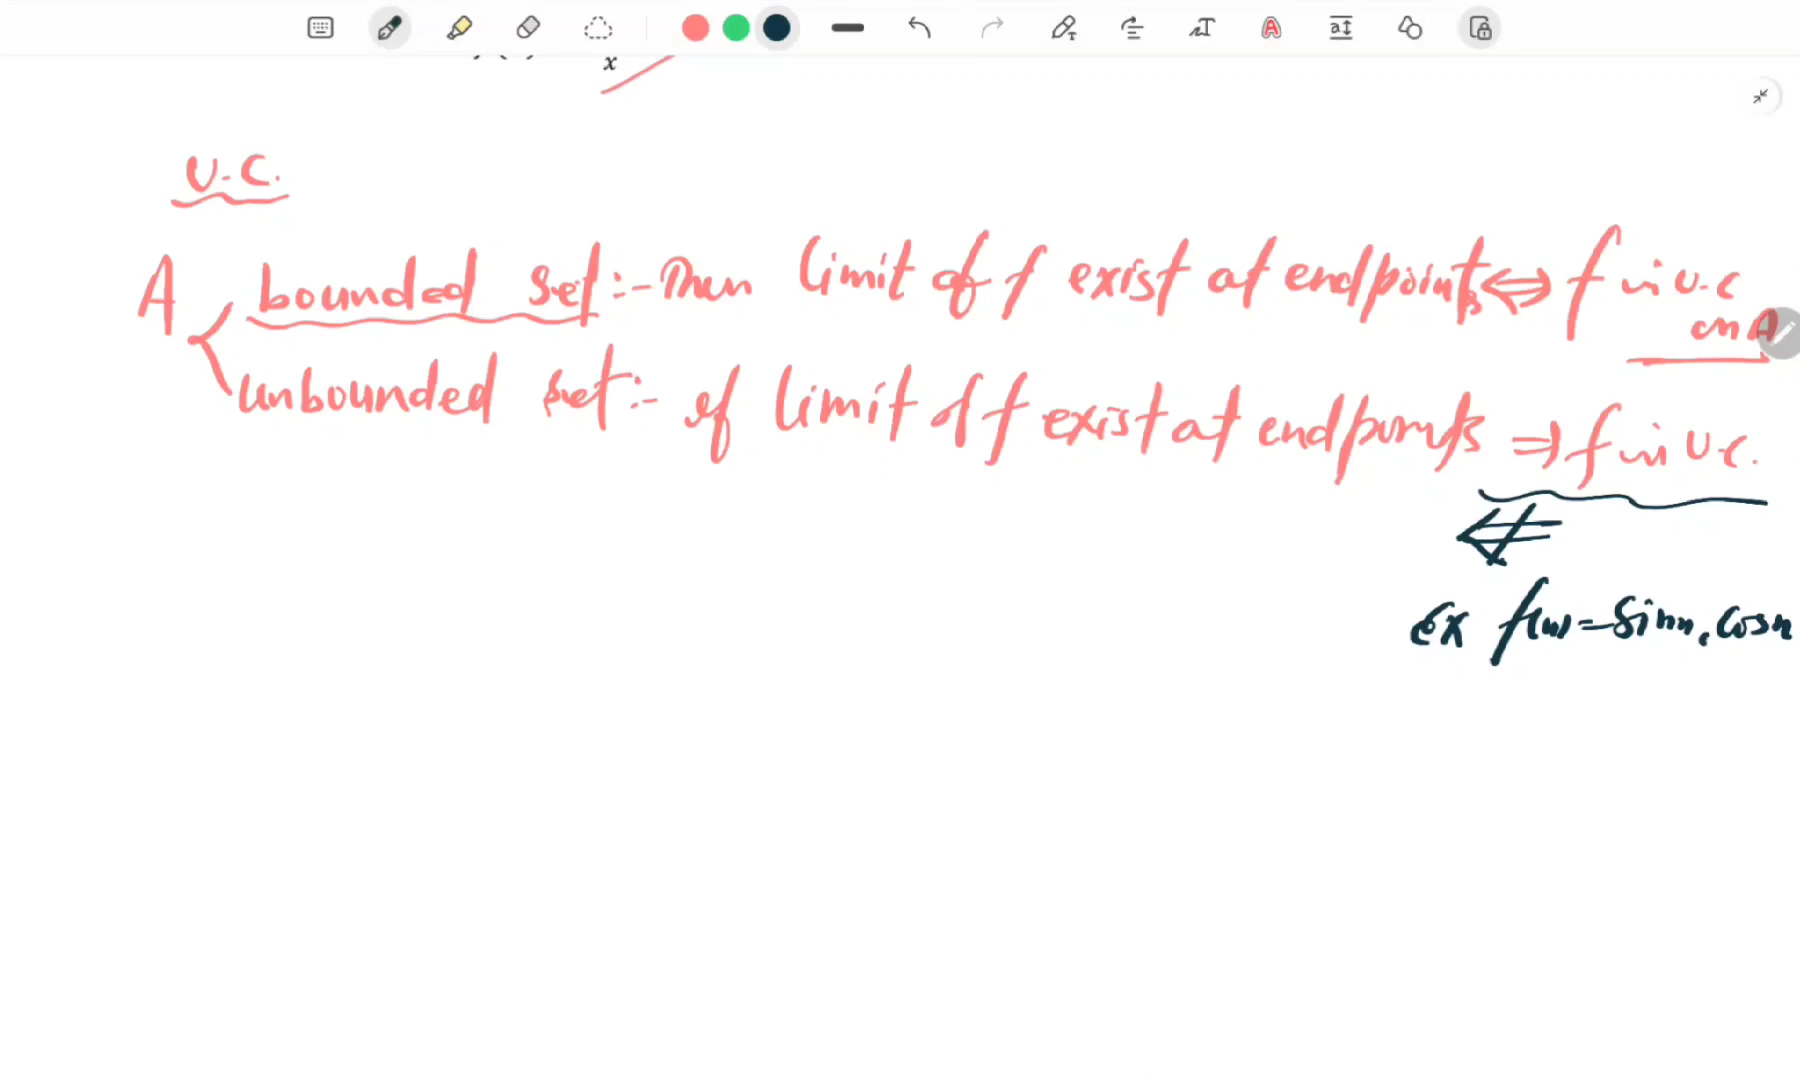 x
U.C.
A bounded set :- Then limit of f exist at endpoints ⇔ f is U.C
on A
unbounded set :- If limit of f exist at endpoints ⇒ f is U.C.
⇍
Ex f(x) = Sinx, Cosx